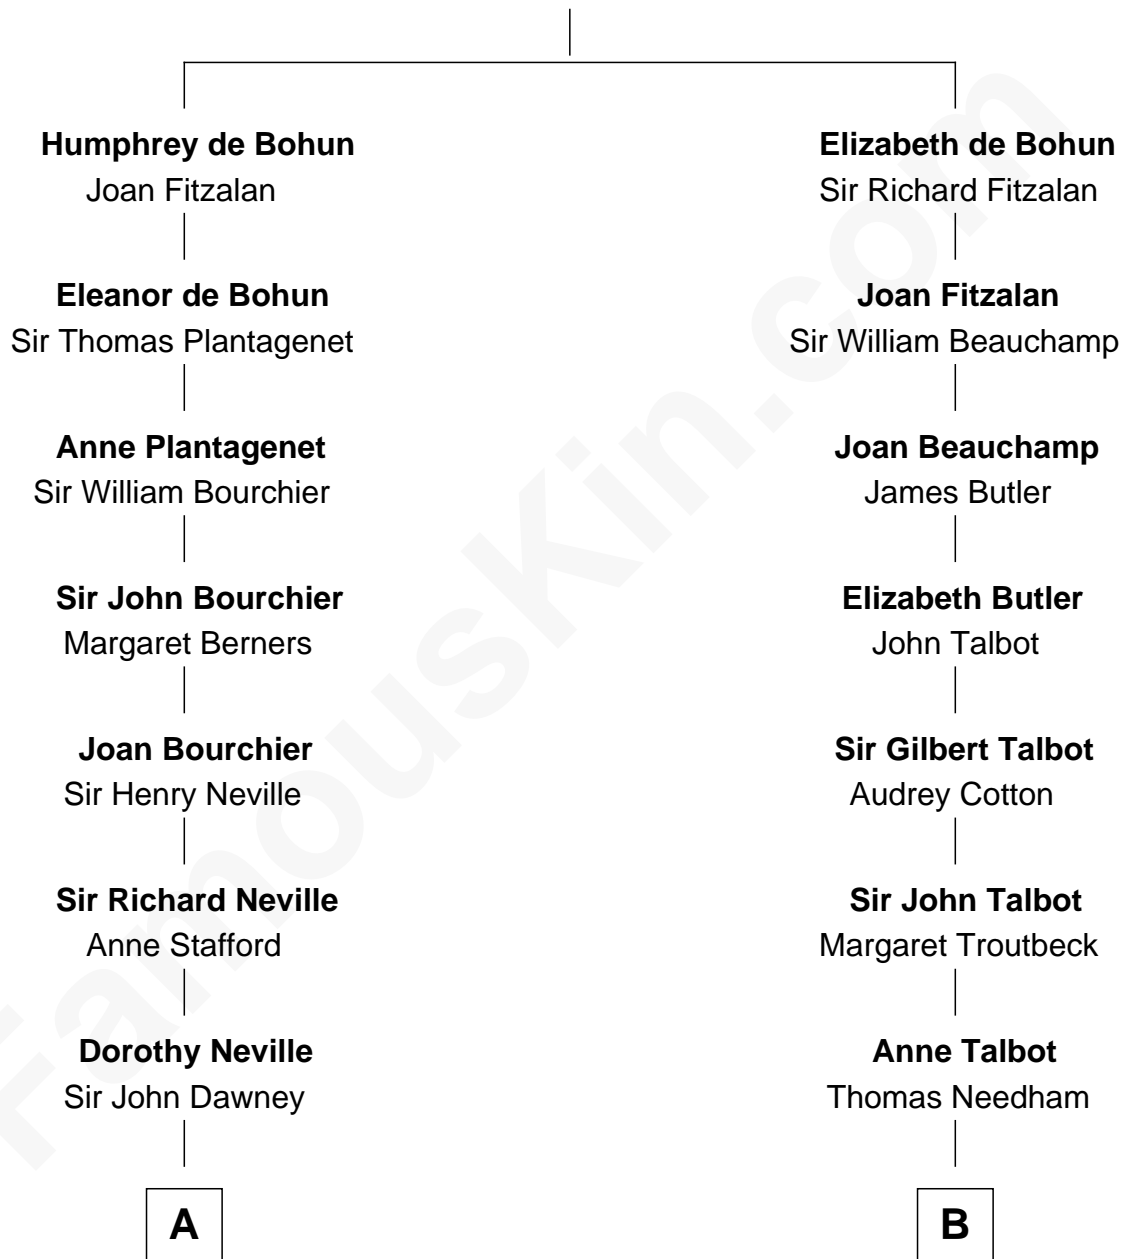 Humphrey de Bohun
Joan Fitzalan
Eleanor de Bohun
Sir Thomas Plantagenet
Anne Plantagenet
Sir William Bourchier
Sir John Bourchier
Margaret Berners
Joan Bourchier
Sir Henry Neville
Sir Richard Neville
Anne Stafford
Dorothy Neville
Sir John Dawney
A
Elizabeth de Bohun
Sir Richard Fitzalan
Joan Fitzalan
Sir William Beauchamp
Joan Beauchamp
James Butler
Elizabeth Butler
John Talbot
Sir Gilbert Talbot
Audrey Cotton
Sir John Talbot
Margaret Troutbeck
Anne Talbot
Thomas Needham
B
FamousKin.com